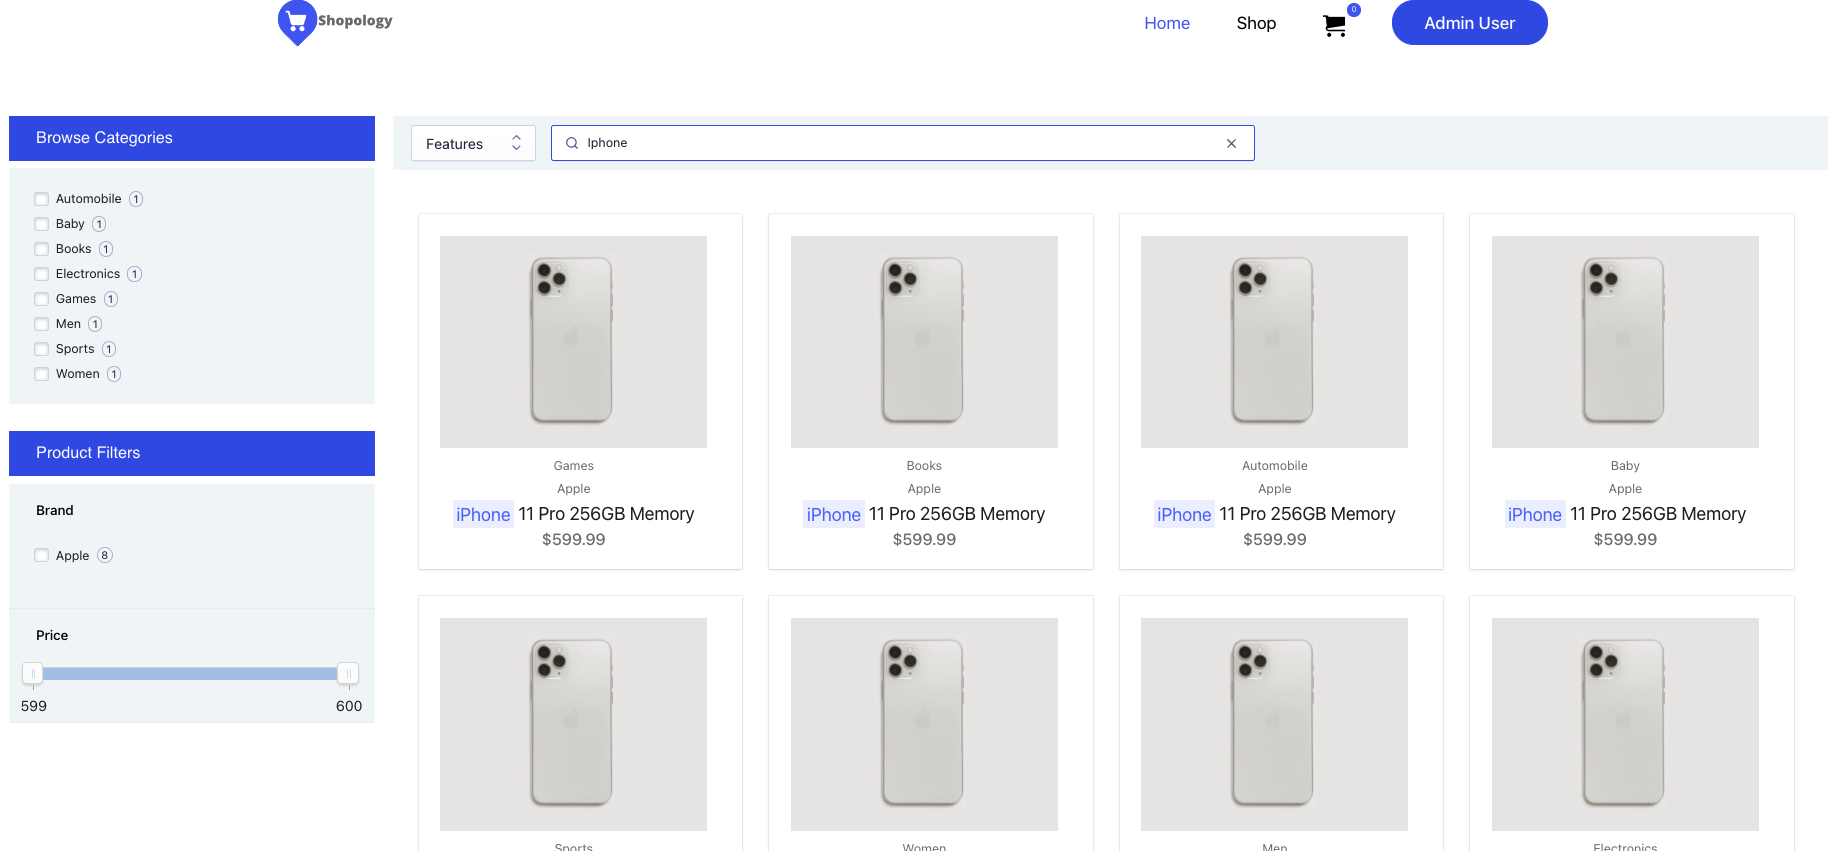 Shopology
Home
Shop
0
Admin User
Browse Categories
Automobile 1
Baby 1
Books 1
Electronics 1
Games 1
Men 1
Sports 1
Women 1
Product Filters
Brand
Apple 8
Price
599
600
Features
Iphone
Games
Apple
iPhone 11 Pro 256GB Memory
$599.99
Books
Apple
iPhone 11 Pro 256GB Memory
$599.99
Automobile
Apple
iPhone 11 Pro 256GB Memory
$599.99
Baby
Apple
iPhone 11 Pro 256GB Memory
$599.99
Sports
Women
Men
Electronics